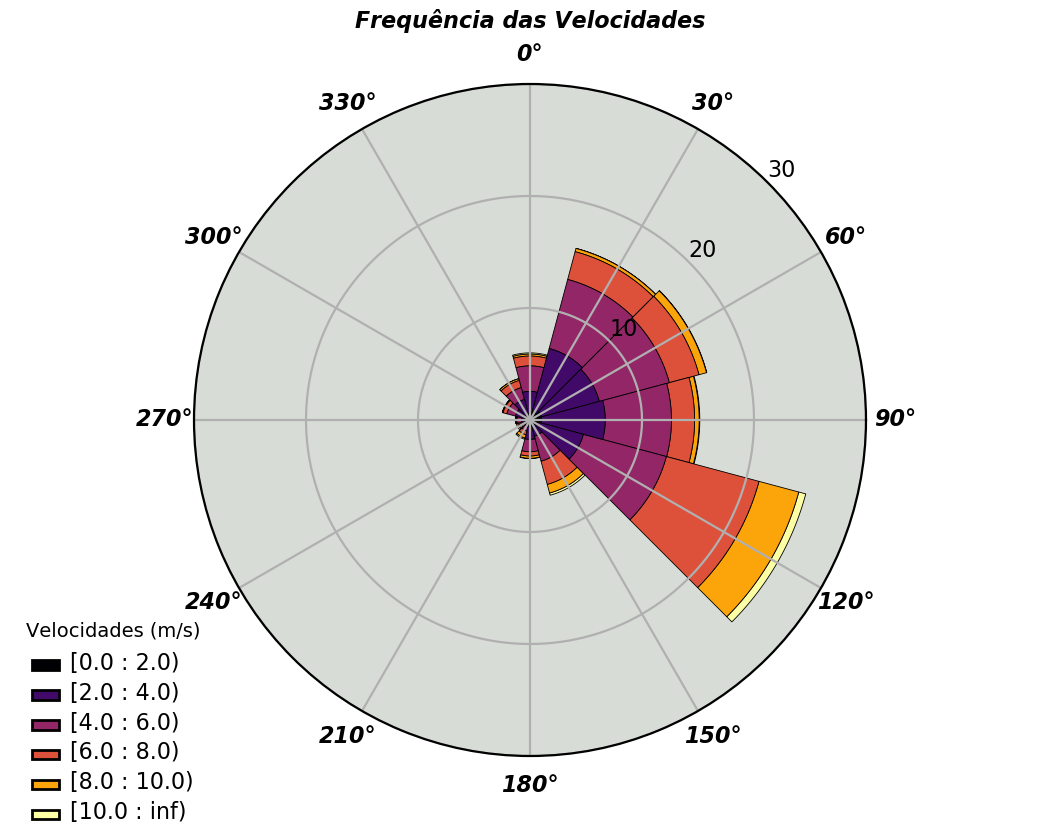 Frequência das Velocidades
0°
330°
30°
30
300°
60°
20
10
270°
90°
240°
120°
210°
150°
180°
Velocidades (m/s)
[0.0 : 2.0)
[2.0 : 4.0)
[4.0 : 6.0)
[6.0 : 8.0)
[8.0 : 10.0)
[10.0 : inf)